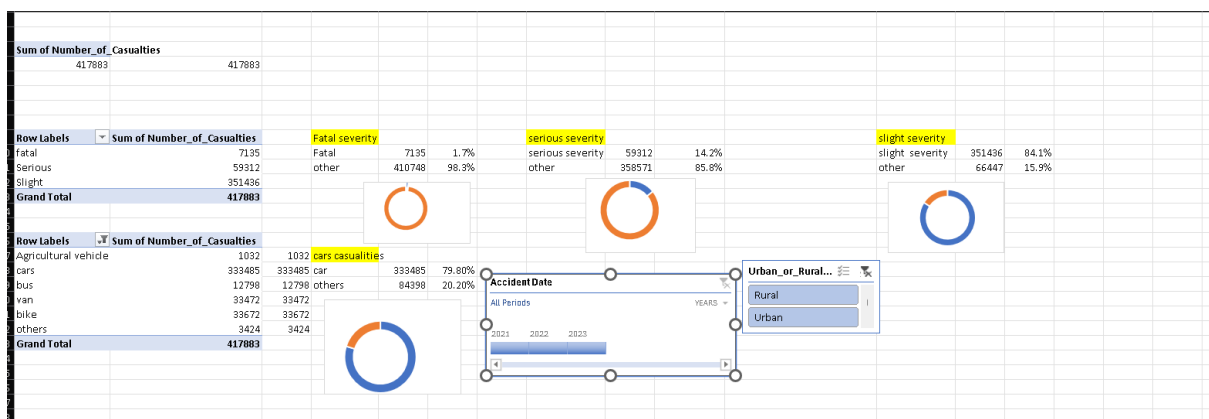 Sum of Number_of_Casualties
417883 417883
Row Labels Sum of Number_of_Casualties Fatal severity serious severity slight severity
fatal 7135 Fatal 7135 1.7% serious severity 59312 14.2% slight severity 351436 84.1%
Serious 59312 other 410748 98.3% other 358571 85.8% other 66447 15.9%
Slight 351436
Grand Total 417883
Row Labels Sum of Number_of_Casualties
Agricultural vehicle 1032 1032 cars casualities
cars 333485 333485 car 333485 79.80%
bus 12798 12798 others 84398 20.20%
van 33472 33472
bike 33672 33672
others 3424 3424
Grand Total 417883
Accident Date
All Periods YEARS
2021 2022 2023
Urban_or_Rural...
Rural
Urban